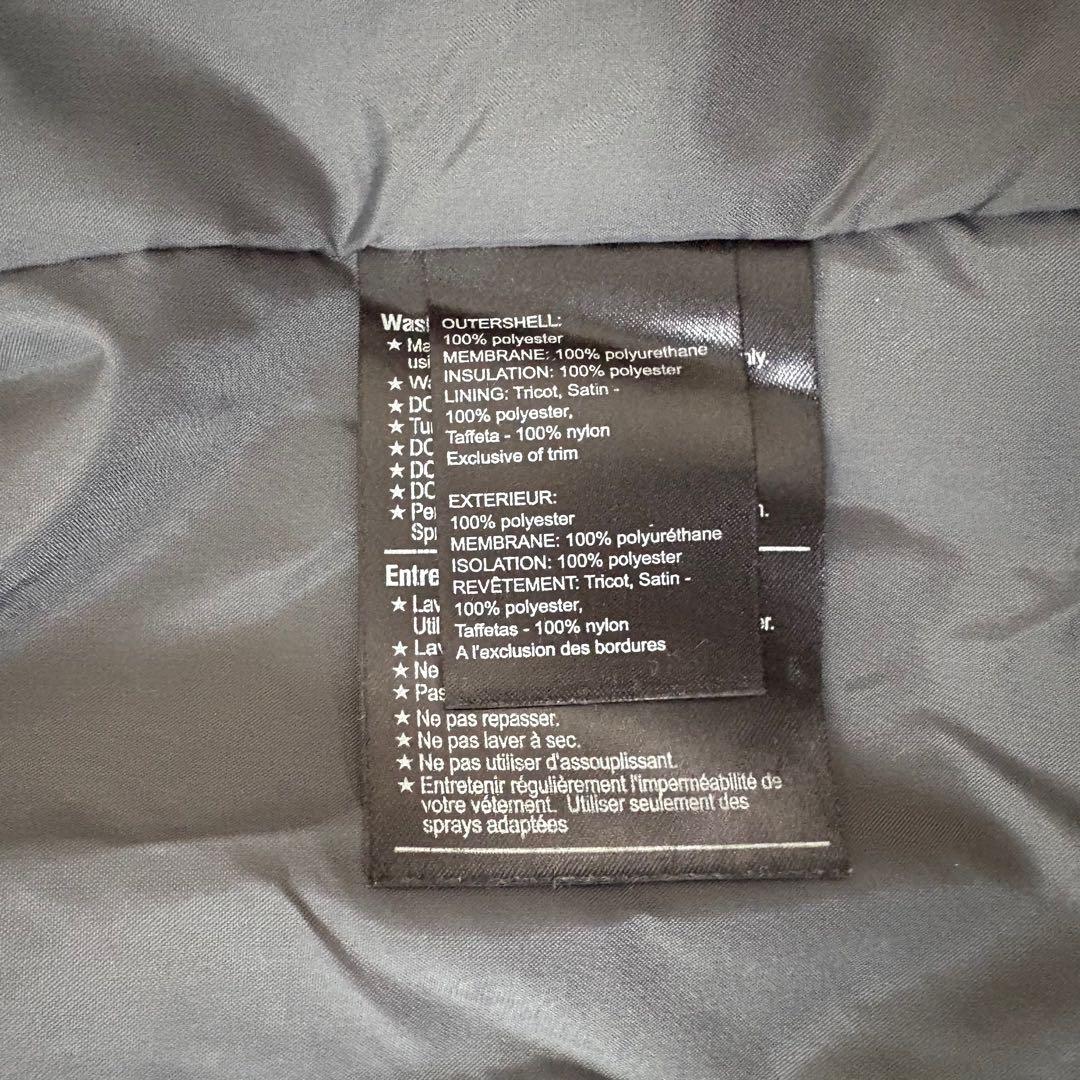 OUTERSHELL:
100% polyester
MEMBRANE: 100% polyurethane
INSULATION: 100% polyester
LINING: Tricot, Satin -
100% polyester,
Taffeta - 100% nylon
Exclusive of trim
EXTERIEUR:
100% polyester
MEMBRANE: 100% polyuréthane
ISOLATION: 100% polyester
REVÊTEMENT: Tricot, Satin -
100% polyester,
Taffetas - 100% nylon
A l'exclusion des bordures
★ Ne pas repasser.
★ Ne pas laver à sec.
★ Ne pas utiliser d'assouplissant.
★ Entretenir régulièrement l'imperméabilité de
votre vétement. Utiliser seulement des
sprays adaptées